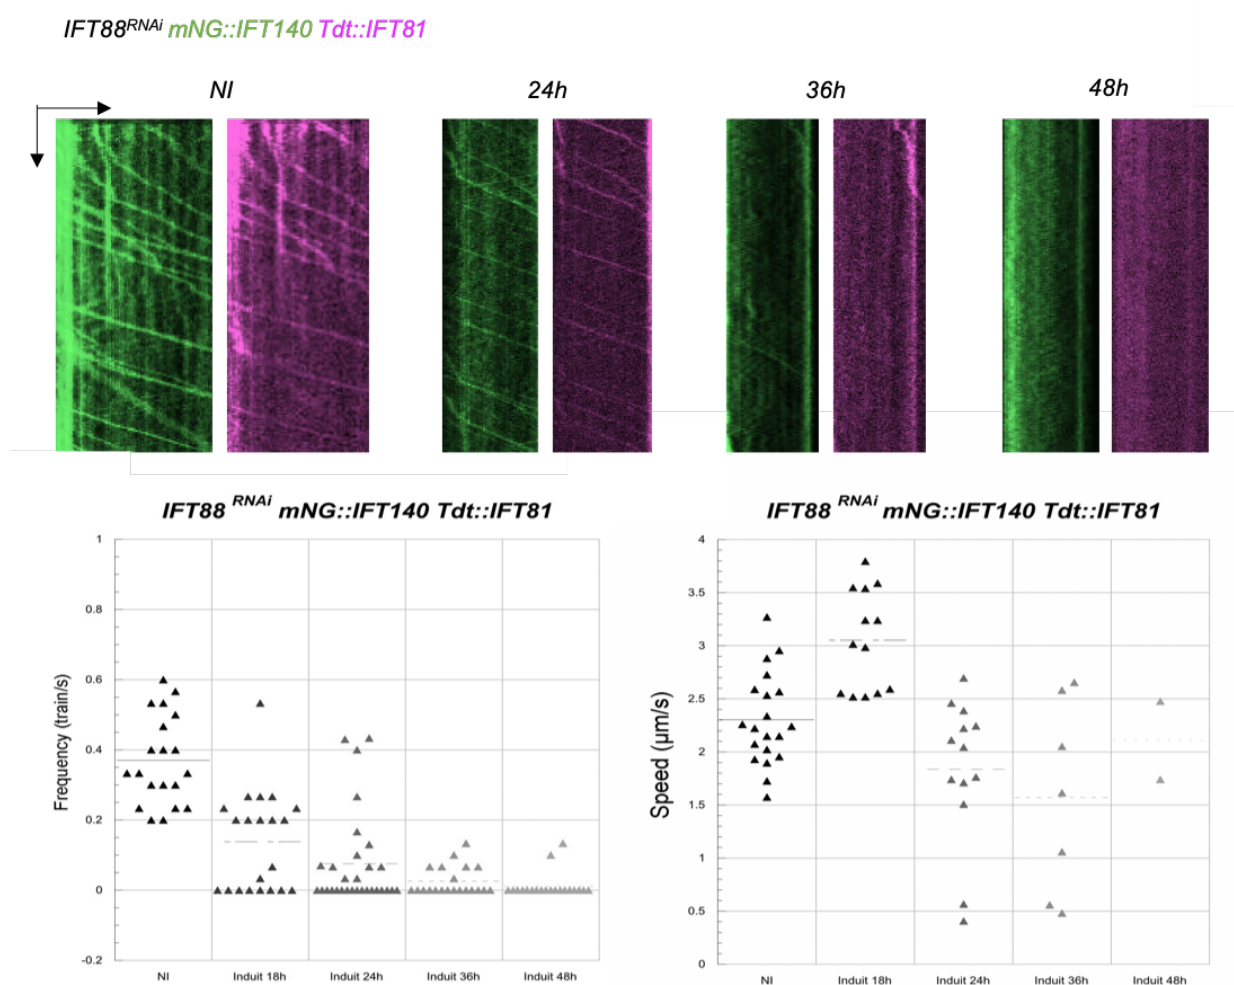 IFT88RNAi mNG::IFT140 Tdt::IFT81
NI 24h 36h 48h
IFT88 RNAi mNG::IFT140 Tdt::IFT81
Frequency (train/s)
1
0.8
0.6
0.4
0.2
0
-0.2
NI Induit 18h Induit 24h Induit 36h Induit 48h
IFT88 RNAi mNG::IFT140 Tdt::IFT81
Speed (µm/s)
4
3.5
3
2.5
2
1.5
1
0.5
0
NI Induit 18h Induit 24h Induit 36h Induit 48h